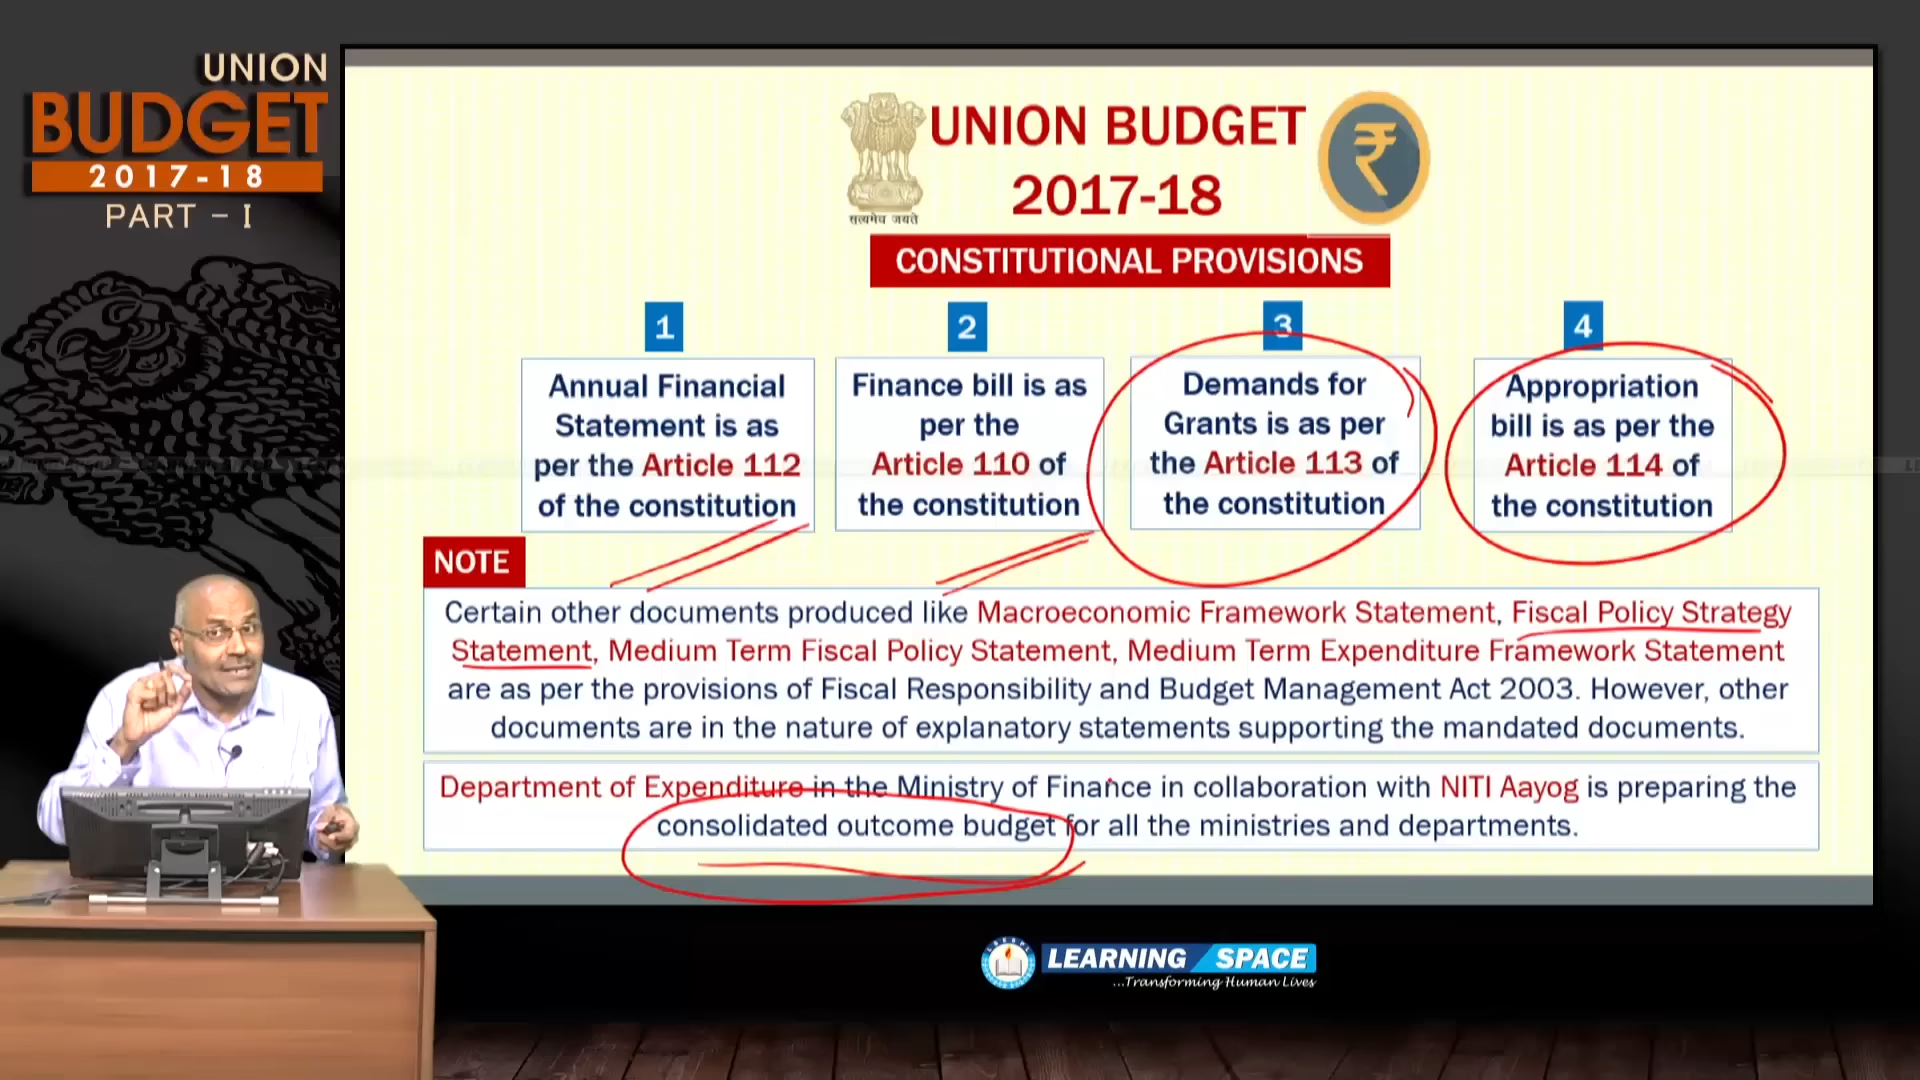 UNION
BUDGET
2017-18
PART – I
UNION BUDGET
2017-18
सत्यमेव जयते
CONSTITUTIONAL PROVISIONS
1
Annual Financial
Statement is as
per the Article 112
of the constitution
2
Finance bill is as
per the
Article 110 of
the constitution
3
Demands for
Grants is as per
the Article 113 of
the constitution
4
Appropriation
bill is as per the
Article 114 of
the constitution
NOTE
Certain other documents produced like Macroeconomic Framework Statement, Fiscal Policy Strategy
Statement, Medium Term Fiscal Policy Statement, Medium Term Expenditure Framework Statement
are as per the provisions of Fiscal Responsibility and Budget Management Act 2003. However, other
documents are in the nature of explanatory statements supporting the mandated documents.
Department of Expenditure in the Ministry of Finance in collaboration with NITI Aayog is preparing the
consolidated outcome budget for all the ministries and departments.
LEARNING SPACE
...Transforming Human Lives